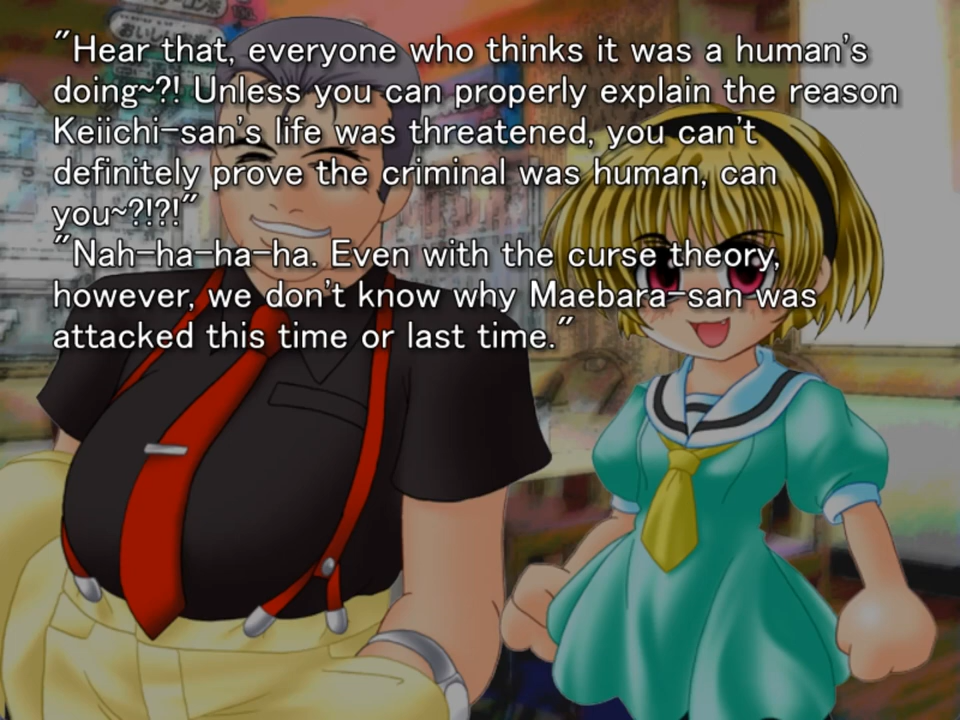 "Hear that, everyone who thinks it was a human's
doing~?! Unless you can properly explain the reason
Keiichi-san's life was threatened, you can't
definitely prove the criminal was human, can
you~?!?!"
"Nah-ha-ha-ha. Even with the curse theory,
however, we don't know why Maebara-san was
attacked this time or last time."